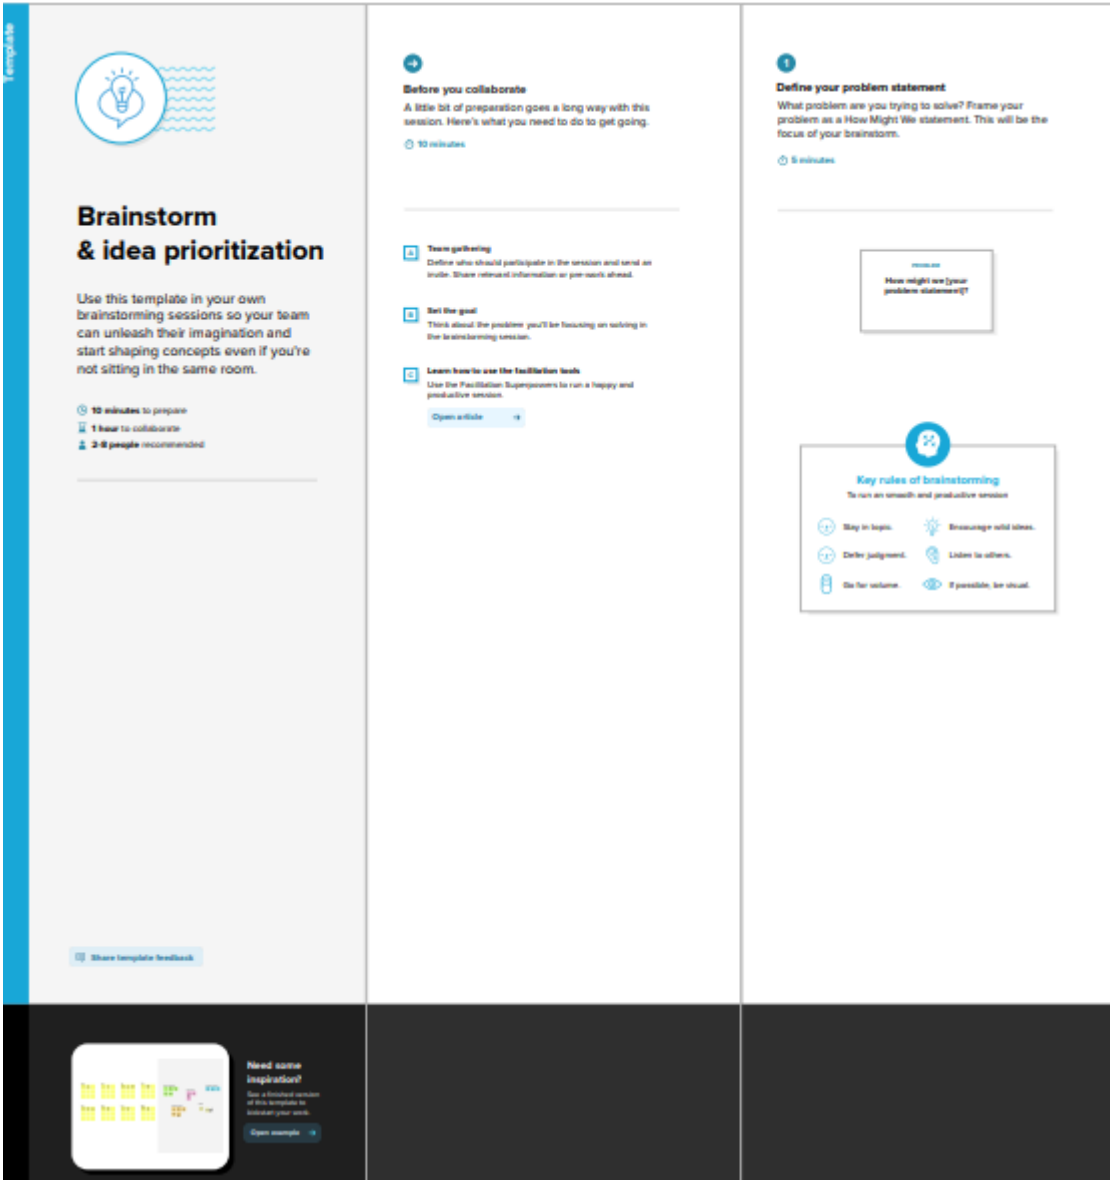 Template
Brainstorm
& idea prioritization
Use this template in your own
brainstorming sessions so your team
can unleash their imagination and
start shaping concepts even if you're
not sitting in the same room.
10 minutes to prepare
1 hour to collaborate
2-8 people recommended
Share template feedback
Need some
inspiration?
See a finished version
of this template to
kickstart your work.
Open example
Before you collaborate
A little bit of preparation goes a long way with this
session. Here's what you need to do to get going.
10 minutes
A
Team gathering
Define who should participate in the session and send an
invite. Share relevant information or pre-work ahead.
B
Set the goal
Think about the problem you'll be focusing on solving in
the brainstorming session.
C
Learn how to use the facilitation tools
Use the Facilitation Superpowers to run a happy and
productive session.
Open article
1
Define your problem statement
What problem are you trying to solve? Frame your
problem as a How Might We statement. This will be the
focus of your brainstorm.
5 minutes
PROBLEM
How might we [your
problem statement]?
Key rules of brainstorming
To run an smooth and productive session
Stay in topic.
Encourage wild ideas.
Defer judgment.
Listen to others.
Go for volume.
If possible, be visual.